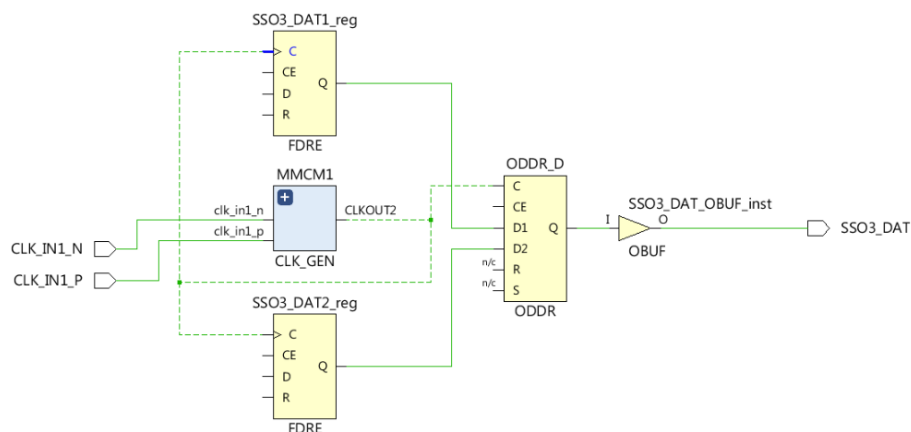 SSO3_DAT1_reg
C
CE
D
R
Q
FDRE
MMCM1
clk_in1_n
clk_in1_p
CLKOUT2
CLK_GEN
CLK_IN1_N
CLK_IN1_P
SSO3_DAT2_reg
C
CE
D
R
Q
FDRE
ODDR_D
C
CE
D1
D2
n/c R
n/c S
Q
ODDR
SSO3_DAT_OBUF_inst
I
O
OBUF
SSO3_DAT